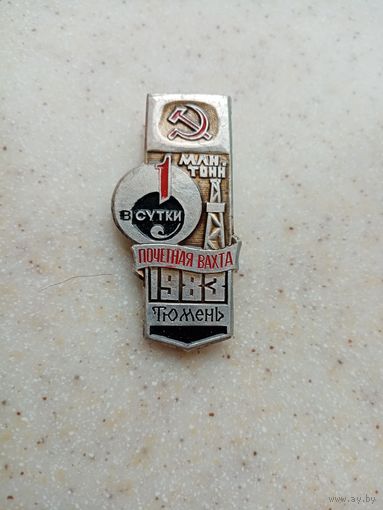 1
МЛН.
ТОНН
В СУТКИ
ПОЧЕТНАЯ ВАХТА
1983
Тюмень
www.ay.by